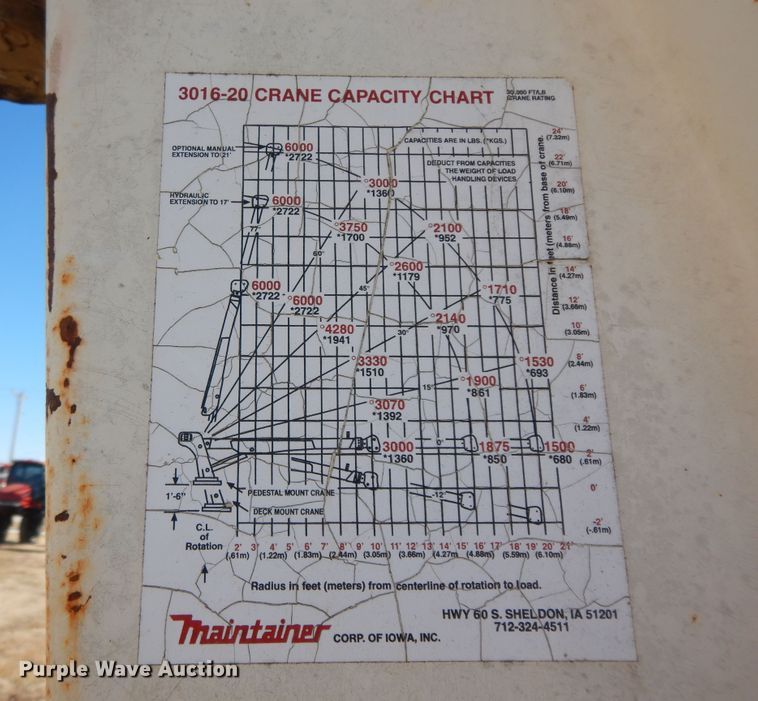 3016-20 CRANE CAPACITY CHART
30,000 FT/LB
CRANE RATING
OPTIONAL MANUAL
EXTENSION TO 21'
6000
*2722
CAPACITIES ARE IN LBS. (*KGS.)
DEDUCT FROM CAPACITIES
THE WEIGHT OF LOAD
HANDLING DEVICES.
24'
(7.32m)
22'
(6.71m)
20'
(6.10m)
18'
(5.49m)
16'
(4.88m)
14'
(4.27m)
12'
(3.66m)
10'
(3.05m)
8'
(2.44m)
6'
(1.83m)
4'
(1.22m)
2'
(.61m)
0'
-2'
(-.61m)
Distance in feet (meters) from base of crane.
3000
*1360
HYDRAULIC
EXTENSION TO 17'
6000
*2722
77°
3750
*1700
2100
*952
60°
2600
*1179
6000
*2722
45°
1710
*775
6000
*2722
4280
*1941
30°
2140
*970
3330
*1510
1530
*693
15°
1900
*861
3070
*1392
0°
3000
*1360
1875
*850
1500
*680
-12°
1'-6"
PEDESTAL MOUNT CRANE
DECK MOUNT CRANE
C.L.
of
Rotation
2' 3' 4' 5' 6' 7' 8' 9' 10' 11' 12' 13' 14' 15' 16' 17' 18' 19' 20' 21'
(.61m) (1.22m) (1.83m) (2.44m) (3.05m) (3.66m) (4.27m) (4.88m) (5.59m) (6.10m)
Radius in feet (meters) from centerline of rotation to load.
Maintainer CORP. OF IOWA, INC.
HWY 60 S. SHELDON, IA 51201
712-324-4511
Purple Wave Auction